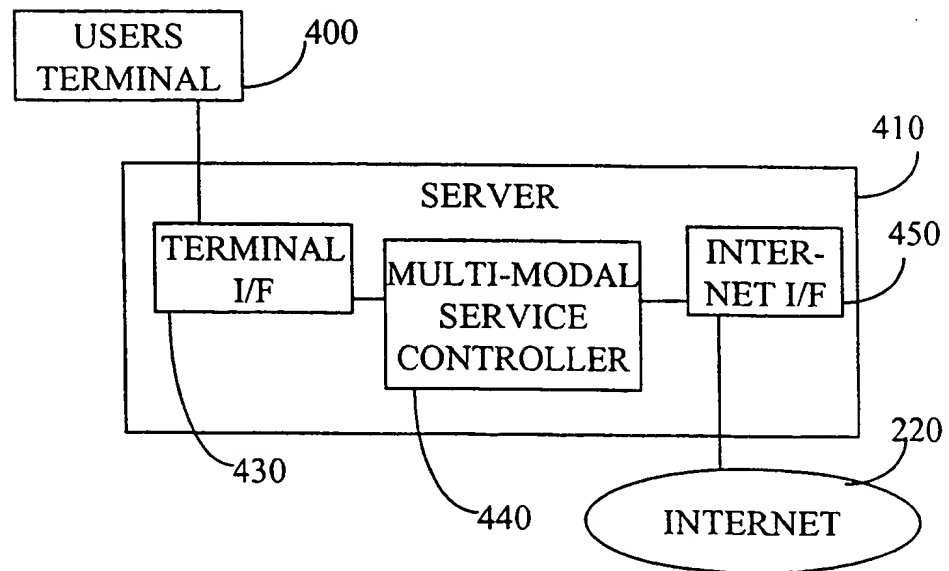 USERS
TERMINAL
400
410
SERVER
TERMINAL
I/F
MULTI-MODAL
SERVICE
CONTROLLER
INTER-
NET I/F
450
430
440
220
INTERNET